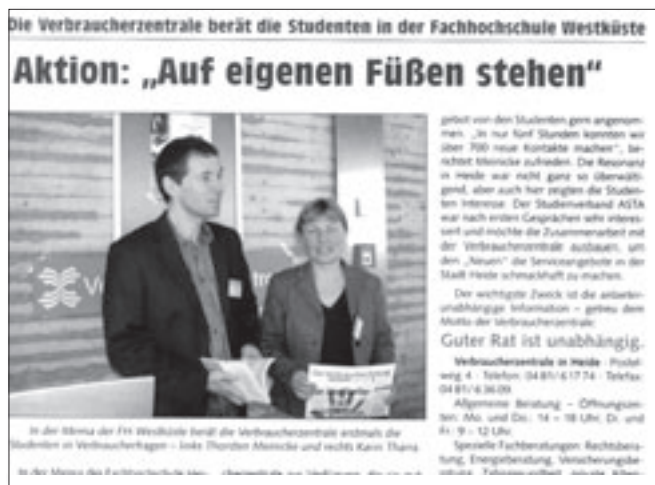 Die Verbraucherzentrale berät die Studenten in der Fachhochschule Westküste
Aktion: „Auf eigenen Füßen stehen“
In der Mensa der FH Westküste berät die Verbraucherzentrale erstmals die
Studenten in Verbraucherfragen – links Thorsten Meinicke und rechts Karin Tharra.
In der Mensa der Fachhochschule
gebot von den Studenten gern angenom-
men. „In nur fünf Stunden konnten wir
über 700 neue Kontakte machen“, be-
richtet Meinicke zufrieden. Die Resonanz
in Heide war nicht ganz so überwälti-
gend, aber auch hier zeigten die Studen-
ten Interesse. Der Studienverband ASTA
war nach ersten Gesprächen sehr interes-
siert und möchte die Zusammenarbeit mit
der Verbraucherzentrale ausbauen, um
den „Neuen“ die Serviceangebote in der
Stadt Heide schmackhaft zu machen.
Der wichtigste Zweck ist die anbieter-
unabhängige Information – getreu dem
Motto der Verbraucherzentrale:
Guter Rat ist unabhängig.
Verbraucherzentrale in Heide · Postel-
weg 4 · Telefon: 04 81/ 6 17 74 · Telefax:
04 81/ 6 36 09.
Allgemeine Beratung – Öffnungszei-
ten: Mo. und Do.: 14 – 18 Uhr, Di. und
Fr.: 9 – 12 Uhr.
Spezielle Fachberatungen: Rechtsbera-
tung, Energieberatung, Versicherungsbe-